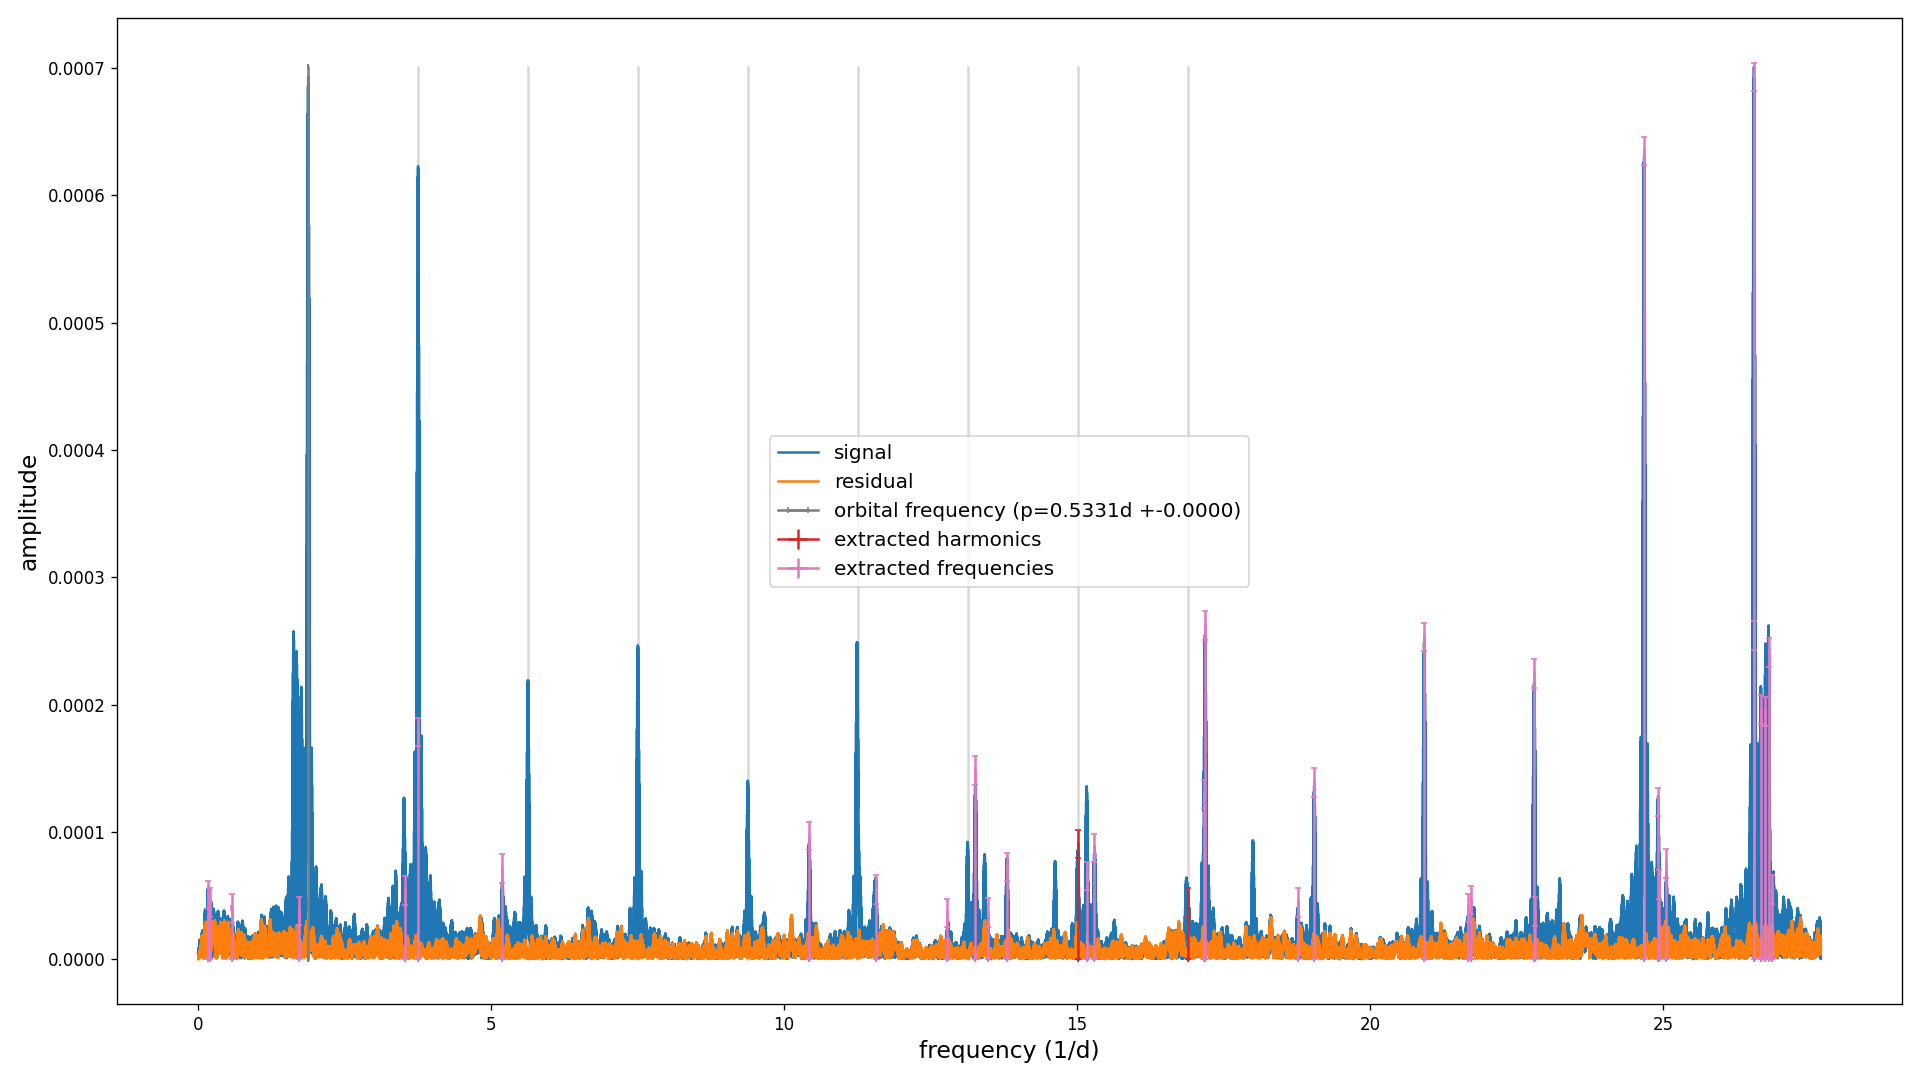 0.0007
0.0006
0.0005
0.0004
0.0003
0.0002
0.0001
0.0000
amplitude
signal
residual
orbital frequency (p=0.5331d +-0.0000)
extracted harmonics
extracted frequencies
0 5 10 15 20 25
frequency (1/d)